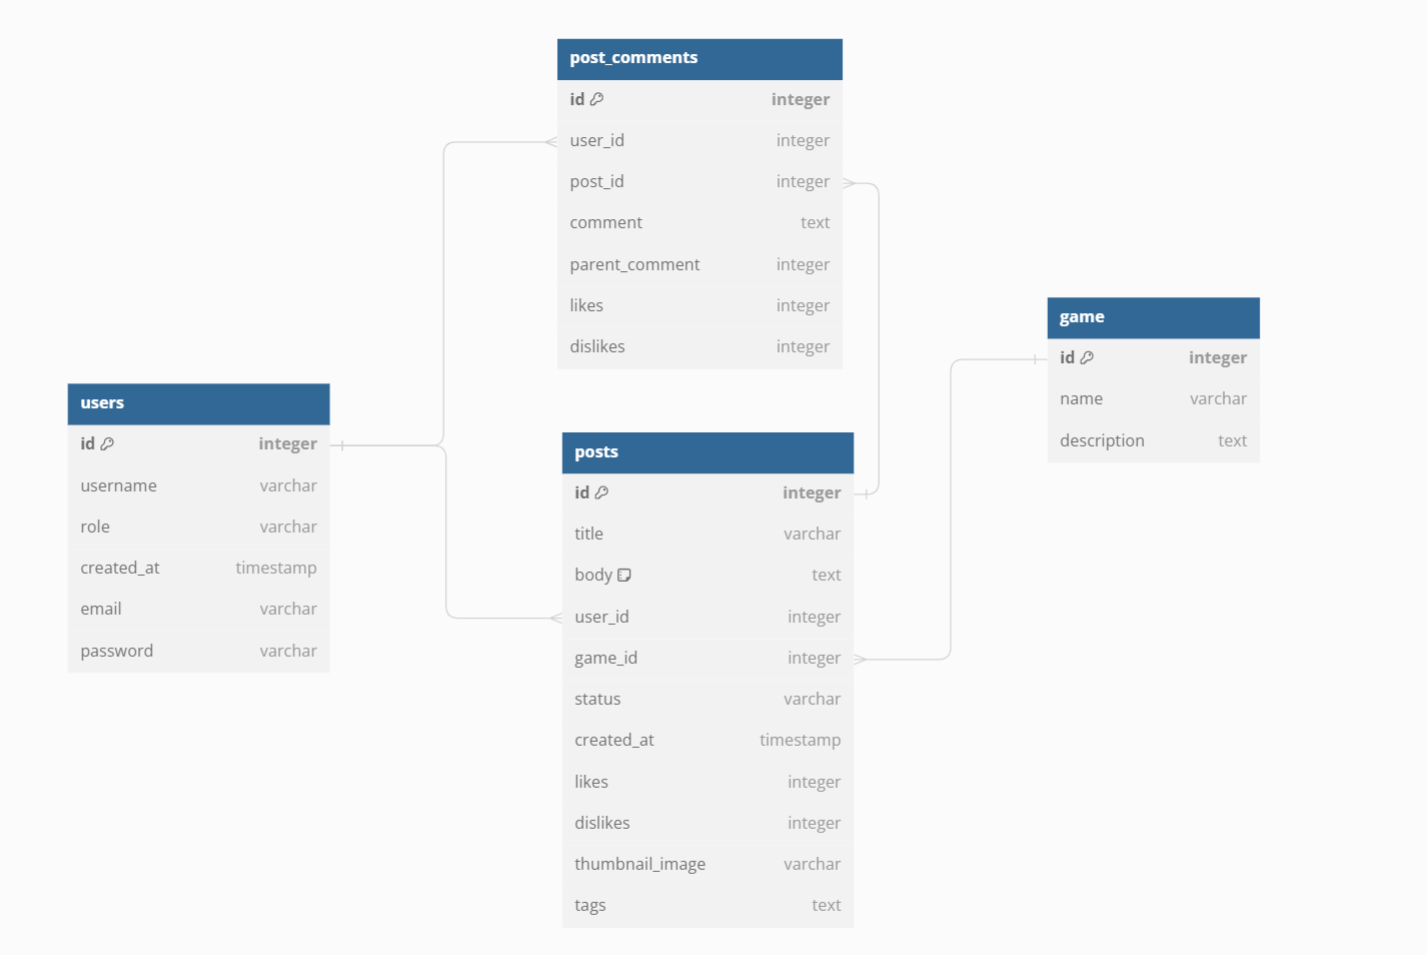 post_comments
id integer
user_id integer
post_id integer
comment text
parent_comment integer
likes integer
dislikes integer
game
id integer
name varchar
description text
users
id integer
username varchar
role varchar
created_at timestamp
email varchar
password varchar
posts
id integer
title varchar
body text
user_id integer
game_id integer
status varchar
created_at timestamp
likes integer
dislikes integer
thumbnail_image varchar
tags text